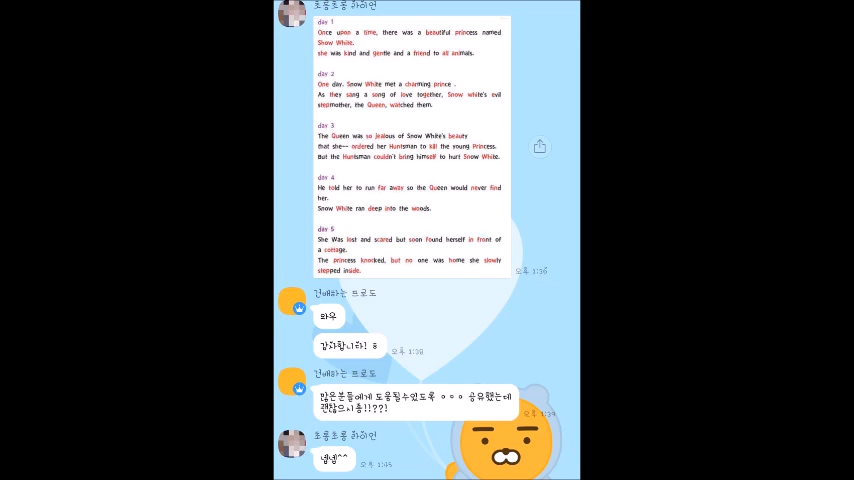 초롱초롱 라이언
day 1
Once upon a time, there was a beautiful princess named
Show White.
she was kind and gentle and a friend to all animals.
day 2
One day. Snow White met a charming prince .
As they sang a song of love together, Snow white's evil
stepmother, the Queen, watched them.
day 3
The Queen was so jealous of Snow White's beauty
that she~~ ordered her Huntsman to kill the young Princess.
But the Huntsman couldn't bring himself to hurt Snow White.
day 4
He told her to run far away so the Queen would never find
her.
Snow White ran deep into the woods.
day 5
She Was lost and scared but soon found herself in front of
a cottage.
The princess knocked, but no one was home she slowly
stepped inside.
오후 1:36
건배하는 프로도
와우
감사합니다! ㅎ
오후 1:38
건배하는 프로도
많은분들에게 도움될수있도록 ㅇㅇㅇ 공유했는데
괜찮으시죵!!??!
오후 1:39
초롱초롱 라이언
넵넵^^
오후 1:45